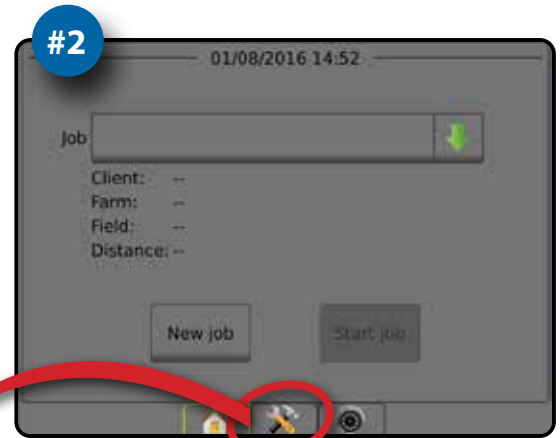 #2
01/08/2016 14:52
Job
Client: --
Farm: --
Field: --
Distance: --
New job
Start job